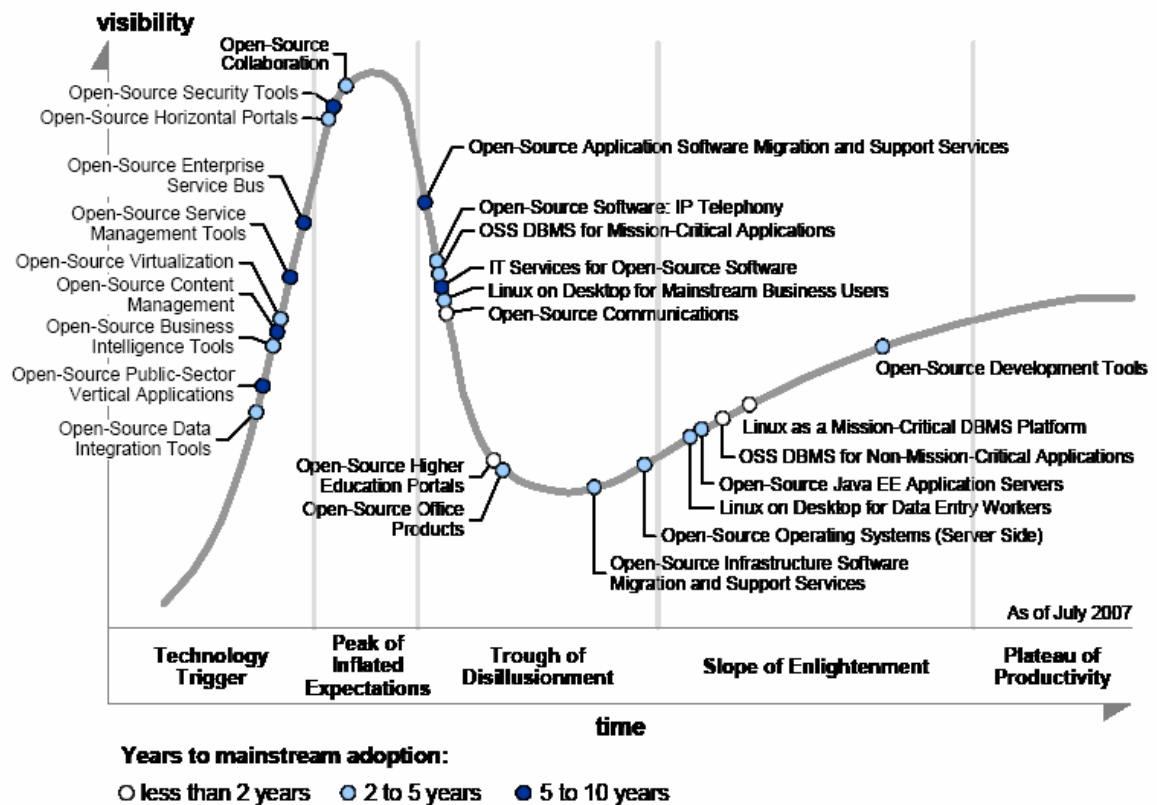 visibility
Open-Source
Collaboration
Open-Source Security Tools
Open-Source Horizontal Portals
Open-Source Enterprise
Service Bus
Open-Source Service
Management Tools
Open-Source Virtualization
Open-Source Content
Management
Open-Source Business
Intelligence Tools
Open-Source Public-Sector
Vertical Applications
Open-Source Data
Integration Tools
Open-Source Application Software Migration and Support Services
Open-Source Software: IP Telephony
OSS DBMS for Mission-Critical Applications
IT Services for Open-Source Software
Linux on Desktop for Mainstream Business Users
Open-Source Communications
Open-Source Higher
Education Portals
Open-Source Office
Products
Open-Source Development Tools
Linux as a Mission-Critical DBMS Platform
OSS DBMS for Non-Mission-Critical Applications
Open-Source Java EE Application Servers
Linux on Desktop for Data Entry Workers
Open-Source Operating Systems (Server Side)
Open-Source Infrastructure Software
Migration and Support Services
As of July 2007
Technology
Trigger
Peak of
Inflated
Expectations
Trough of
Disillusionment
Slope of Enlightenment
Plateau of
Productivity
time
Years to mainstream adoption:
less than 2 years
2 to 5 years
5 to 10 years